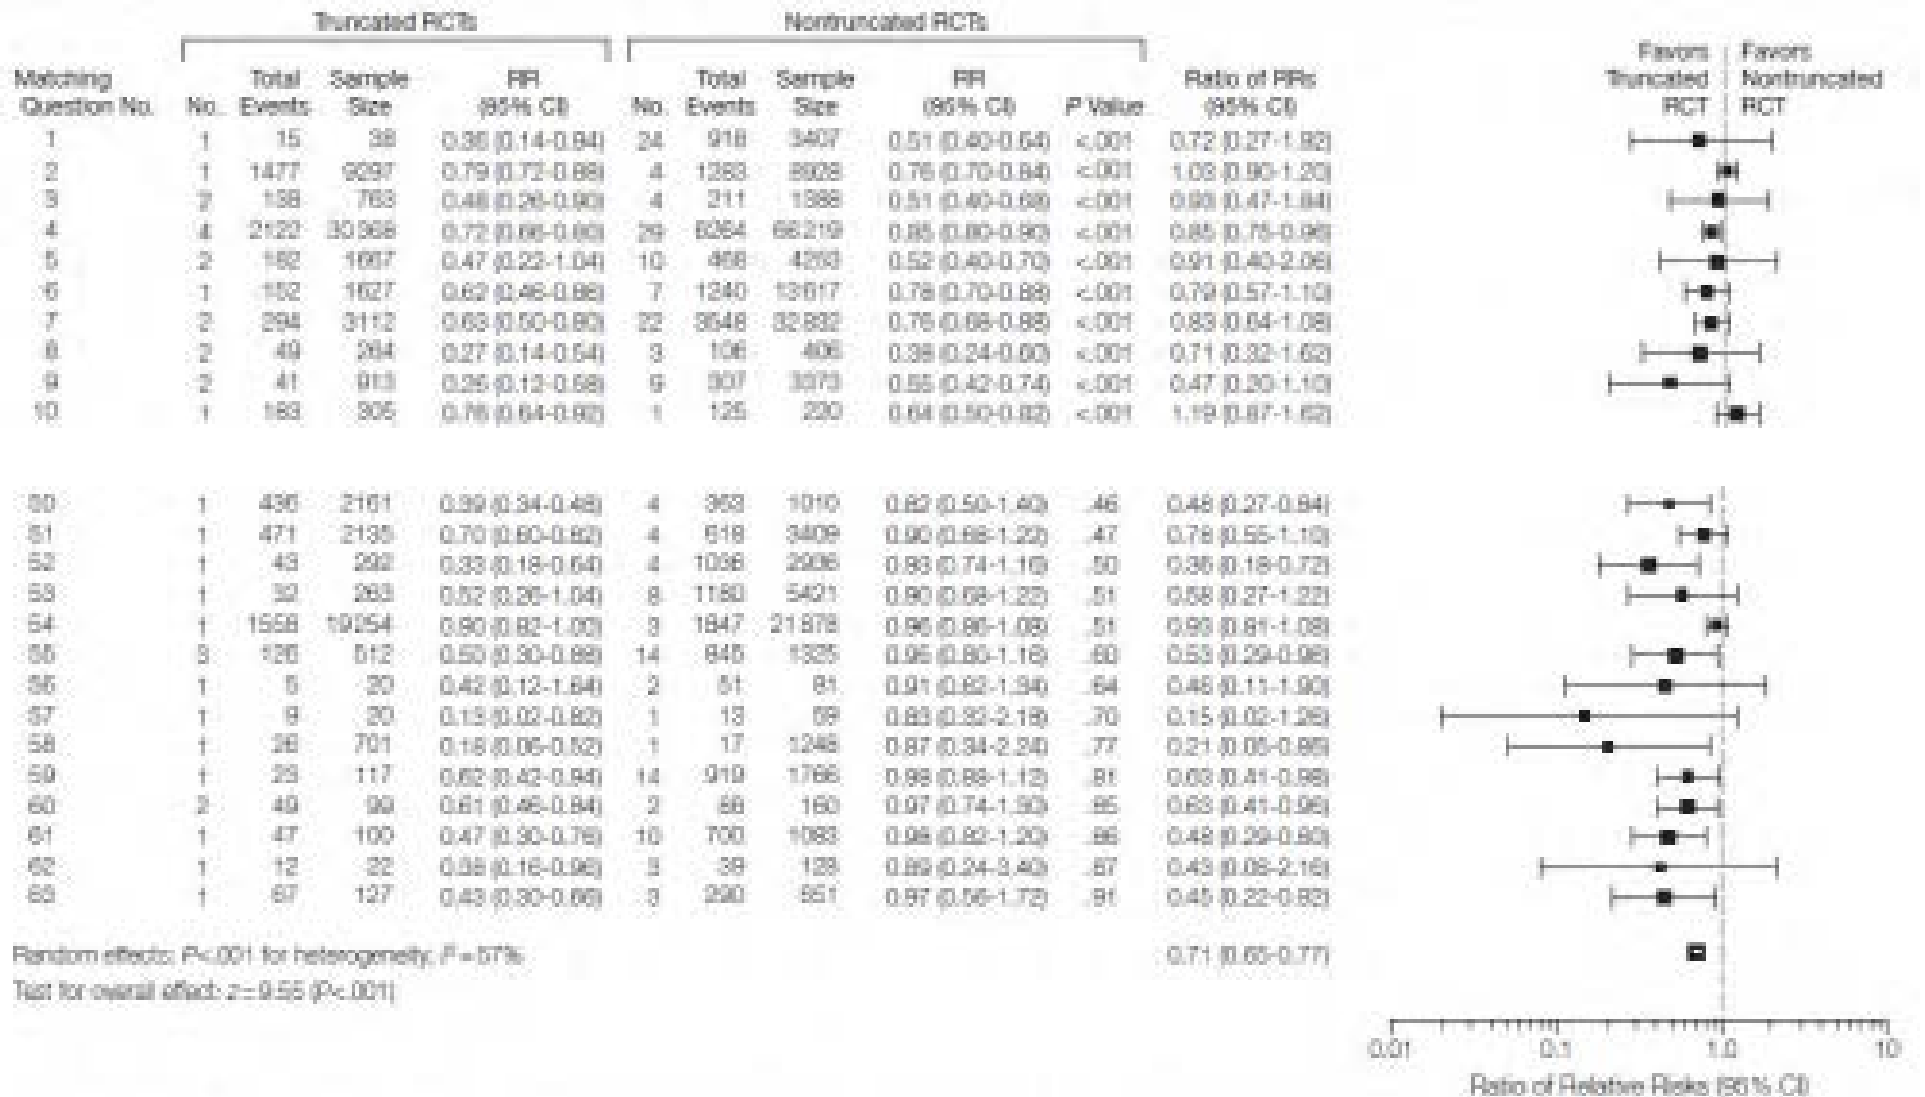 Truncated RCTs Nontruncated RCTs
Favors Favors
Matching Total Sample RR Total Sample RR Ratio of RRs Truncated Nontruncated
Question No. No. Events Size (95% CI) No. Events Size (95% CI) P Value (95% CI) RCT RCT
1 1 15 38 0.36 (0.14-0.94) 24 918 3407 0.51 (0.40-0.64) <.001 0.72 (0.27-1.92)
2 1 1477 9297 0.79 (0.72-0.88) 4 1283 8928 0.76 (0.70-0.84) <.001 1.03 (0.90-1.20)
3 2 138 763 0.48 (0.26-0.90) 4 211 1388 0.51 (0.40-0.68) <.001 0.93 (0.47-1.84)
4 4 2122 30368 0.72 (0.66-0.80) 29 6264 66219 0.85 (0.80-0.90) <.001 0.85 (0.75-0.96)
5 2 182 1667 0.47 (0.22-1.04) 10 468 0.52 (0.40-0.70) <.001 0.91 (0.40-2.06)
6 1 152 1627 0.62 (0.46-0.86) 7 1240 13617 0.78 (0.70-0.88) <.001 0.79 (0.57-1.10)
7 2 294 3112 0.63 (0.50-0.80) 22 3548 32832 0.76 (0.68-0.86) <.001 0.83 (0.64-1.08)
8 2 49 264 0.27 (0.14-0.54) 3 106 406 0.38 (0.24-0.60) <.001 0.71 (0.32-1.62)
9 2 41 913 0.26 (0.12-0.58) 9 307 3373 0.55 (0.42-0.74) <.001 0.47 (0.20-1.10)
10 1 183 305 0.76 (0.64-0.92) 1 125 220 0.64 (0.50-0.82) <.001 1.19 (0.87-1.62)
50 1 436 2161 0.39 (0.34-0.48) 4 363 1010 0.82 (0.50-1.40) .46 0.48 (0.27-0.84)
51 1 471 2135 0.70 (0.60-0.82) 4 618 3409 0.90 (0.66-1.22) .47 0.78 (0.55-1.10)
52 1 43 292 0.33 (0.18-0.64) 4 1036 2906 0.93 (0.74-1.16) .50 0.36 (0.18-0.72)
53 1 32 263 0.52 (0.26-1.04) 8 1180 5421 0.90 (0.68-1.22) .51 0.58 (0.27-1.22)
54 1 1558 19254 0.90 (0.82-1.00) 3 1847 21878 0.96 (0.86-1.08) .51 0.93 (0.81-1.08)
55 3 126 512 0.50 (0.30-0.88) 14 1325 0.95 (0.80-1.16) .60 0.53 (0.29-0.96)
56 1 5 20 0.42 (0.12-1.64) 2 51 81 0.91 (0.62-1.34) .64 0.46 (0.11-1.90)
57 1 9 20 0.13 (0.02-0.82) 1 13 59 0.83 (0.32-2.18) .70 0.15 (0.02-1.26)
58 1 26 701 0.18 (0.06-0.52) 1 17 1246 0.87 (0.34-2.24) .77 0.21 (0.05-0.86)
59 1 23 117 0.62 (0.42-0.94) 14 919 1766 0.98 (0.88-1.12) .81 0.63 (0.41-0.98)
60 2 49 99 0.61 (0.46-0.84) 2 88 160 0.97 (0.74-1.30) .85 0.63 (0.41-0.96)
61 1 47 100 0.47 (0.30-0.76) 10 700 1083 0.98 (0.82-1.20) .86 0.48 (0.29-0.80)
62 1 12 22 0.38 (0.16-0.96) 3 39 128 0.89 (0.24-3.40) .87 0.43 (0.08-2.16)
63 1 67 127 0.43 (0.30-0.66) 3 290 551 0.97 (0.56-1.72) .91 0.45 (0.22-0.92)
Random effects; P<.001 for heterogeneity, I²=57% 0.71 (0.65-0.77)
Test for overall effect: z=9.55 (P<.001)
0.01 0.1 1.0 10
Ratio of Relative Risks (95% CI)